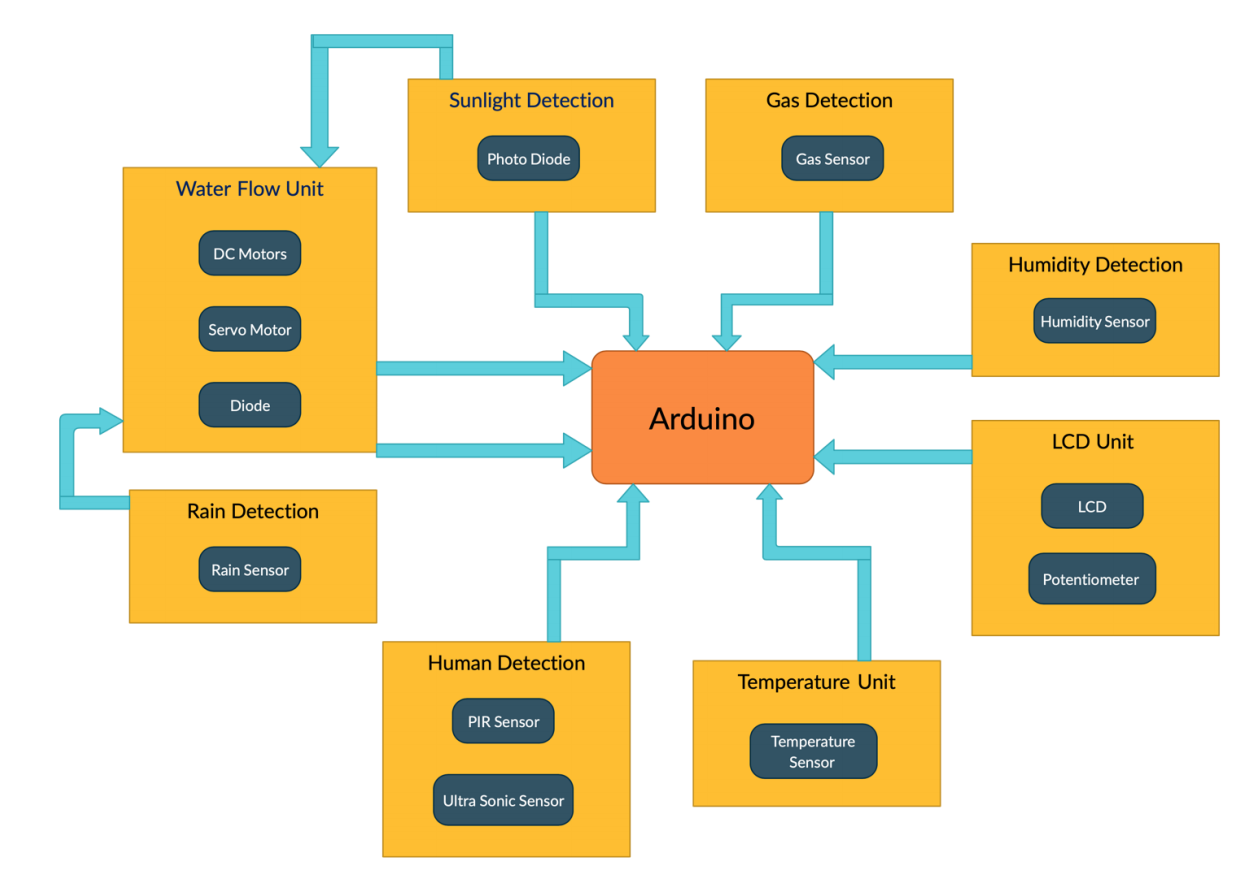 Sunlight Detection
Photo Diode
Gas Detection
Gas Sensor
Water Flow Unit
DC Motors
Servo Motor
Diode
Humidity Detection
Humidity Sensor
Arduino
LCD Unit
LCD
Potentiometer
Rain Detection
Rain Sensor
Human Detection
PIR Sensor
Ultra Sonic Sensor
Temperature Unit
Temperature
Sensor